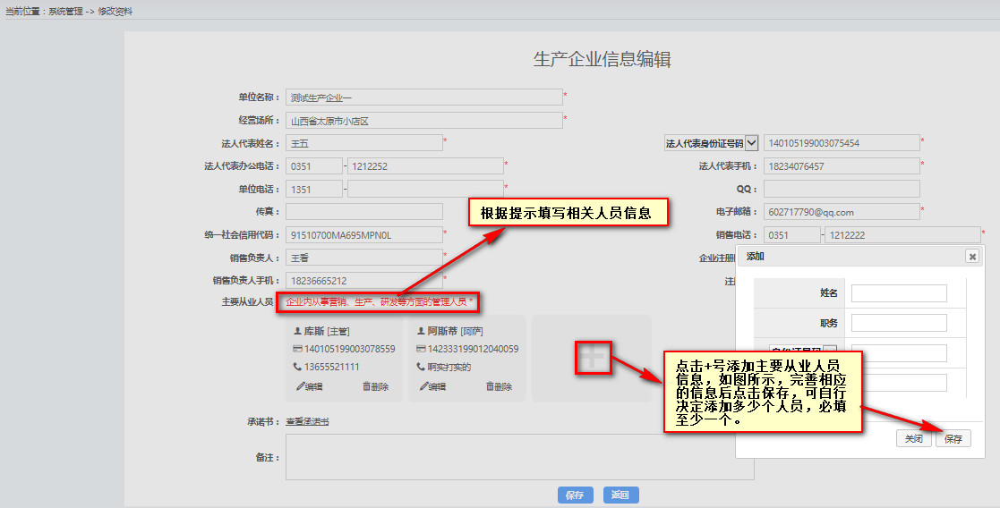 当前位置：系统管理 -> 修改资料
生产企业信息编辑
单位名称： 测试生产企业一 *
经营场所： 山西省太原市小店区 *
法人代表姓名： 王五 * 法人代表身份证号码 140105199003075454 *
法人代表办公电话： 0351 - 1212252 * 法人代表手机： 18234076457 *
单位电话： 1351 - * QQ：
传真： 电子邮箱： 602717790@qq.com *
根据提示填写相关人员信息
统一社会信用代码： 91510700MA695MPN0L * 销售电话： 0351 - 1212222 *
销售负责人： 王看 * 企业注册
添加
销售负责人手机： 18236665212 * 注
主要从业人员 企业内从事营销、生产、研发等方面的管理人员 *
姓名
职务
身份证号码
库斯 [主管] 阿斯蒂 [阿萨]
140105199003078559 142333199012040059
13655521111 啊实打实的
编辑 删除 编辑 删除
点击+号添加主要从业人员
信息，如图所示，完善相应
的信息后点击保存，可自行
决定添加多少个人员，必填
至少一个。
承诺书： 查看承诺书
关闭 保存
备注：
保存 返回